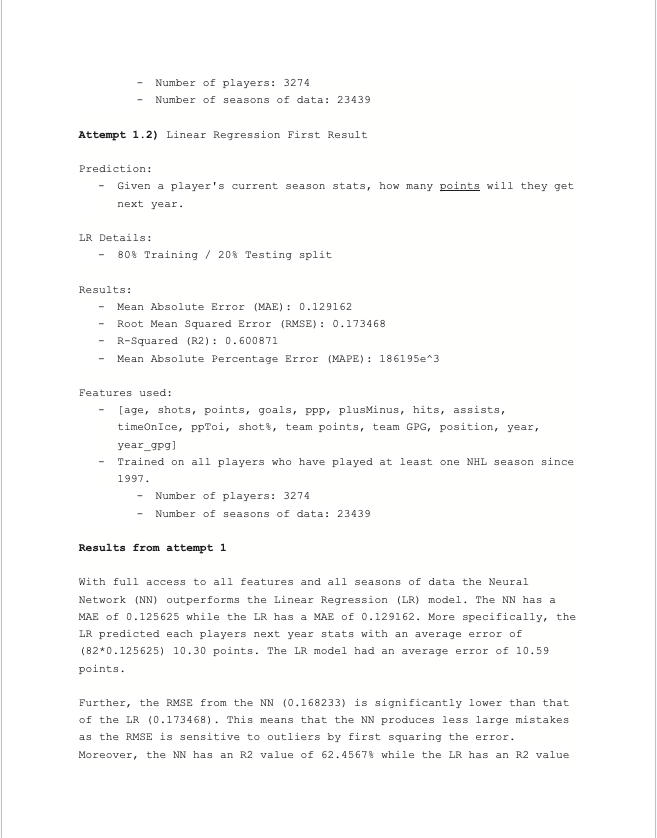 - Number of players: 3274
- Number of seasons of data: 23439
Attempt 1.2) Linear Regression First Result
Prediction:
- Given a player's current season stats, how many points will they get
next year.
LR Details:
- 80% Training / 20% Testing split
Results:
- Mean Absolute Error (MAE): 0.129162
- Root Mean Squared Error (RMSE): 0.173468
- R-Squared (R2): 0.600871
- Mean Absolute Percentage Error (MAPE): 186195e^3
Features used:
- [age, shots, points, goals, ppp, plusMinus, hits, assists,
timeOnIce, ppToi, shot%, team points, team GPG, position, year,
year_gpg]
- Trained on all players who have played at least one NHL season since
1997.
- Number of players: 3274
- Number of seasons of data: 23439
Results from attempt 1
With full access to all features and all seasons of data the Neural
Network (NN) outperforms the Linear Regression (LR) model. The NN has a
MAE of 0.125625 while the LR has a MAE of 0.129162. More specifically, the
LR predicted each players next year stats with an average error of
(82*0.125625) 10.30 points. The LR model had an average error of 10.59
points.
Further, the RMSE from the NN (0.168233) is significantly lower than that
of the LR (0.173468). This means that the NN produces less large mistakes
as the RMSE is sensitive to outliers by first squaring the error.
Moreover, the NN has an R2 value of 62.4567% while the LR has an R2 value